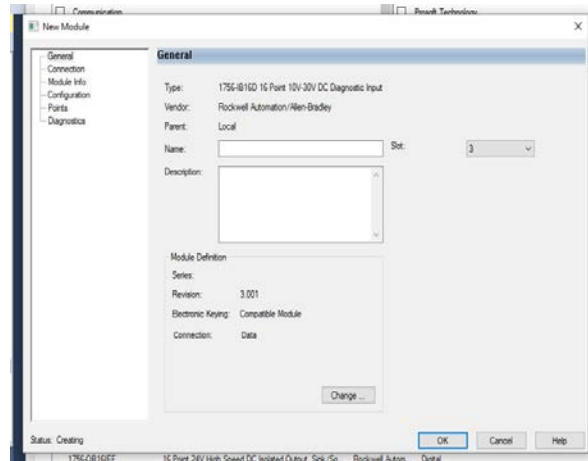 Communication
Prosoft Technology
New Module
General
Connection
Module Info
Configuration
Points
Diagnostics
General
Type: 1756-IB16D 16 Point 10V-30V DC Diagnostic Input
Vendor: Rockwell Automation/Allen-Bradley
Parent: Local
Name:
Slot: 3
Description:
Module Definition
Series:
Revision: 3.001
Electronic Keying: Compatible Module
Connection: Data
Change ...
Status: Creating
OK
Cancel
Help
1756-OB16IEF 16 Point 24V High Speed DC Isolated Output, Sink/So... Rockwell Autom... Digital